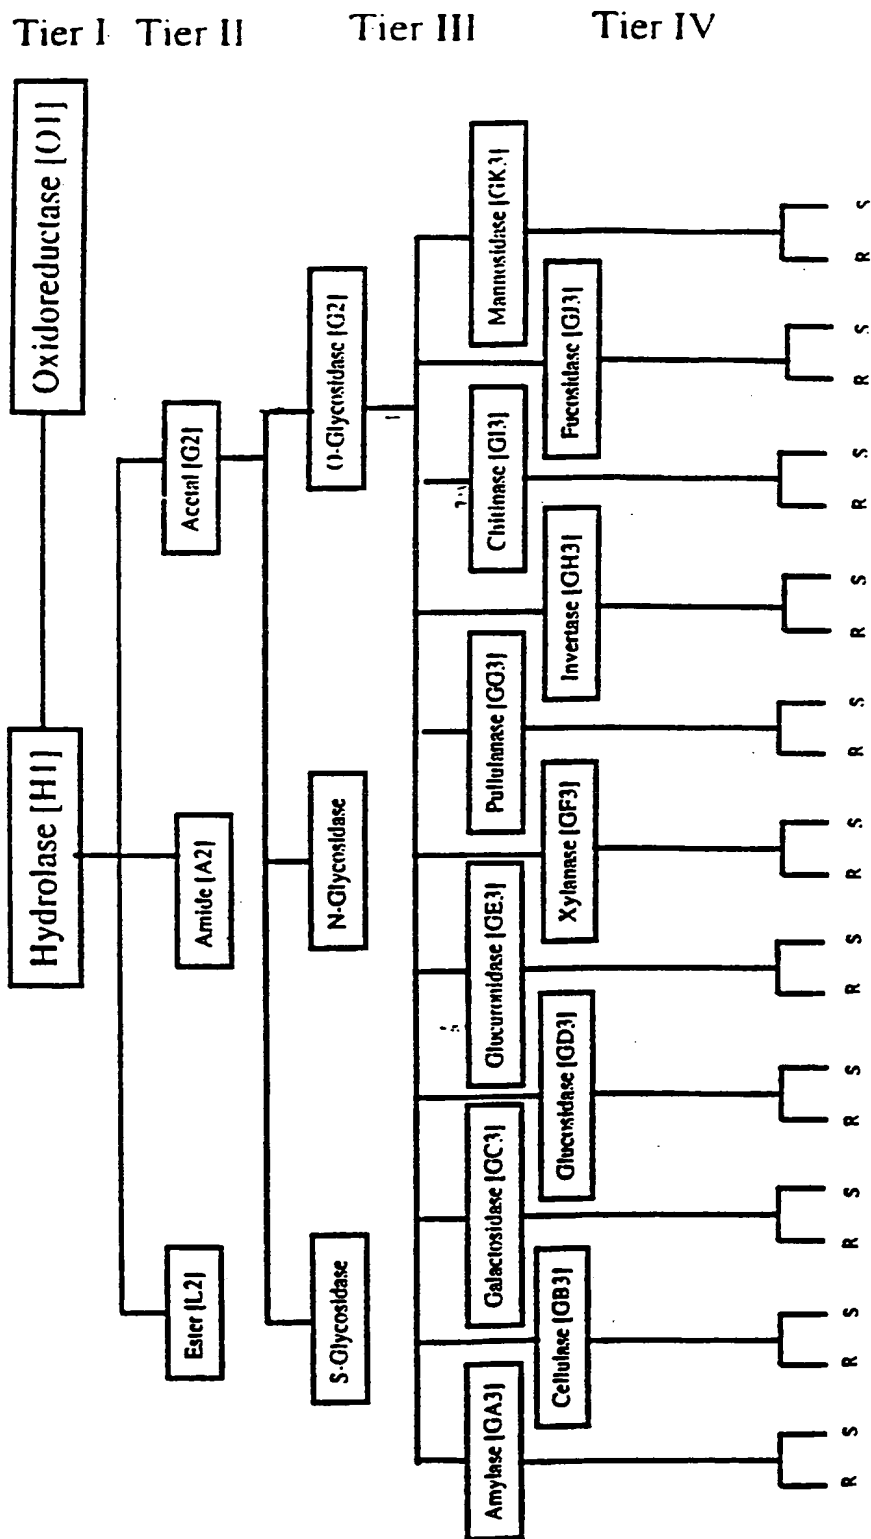 Tier I
Tier II
Tier III
Tier IV
Hydrolase [H1]
Oxidoreductase [O1]
Ester [L2]
Amide [A2]
Acetal [G2]
S-Glycosidase
N-Glycosidase
O-Glycosidase [G2]
Amylase [GA3]
Cellulase [GB3]
Galactosidase [GC3]
Glucosidase [GD3]
Glucuronidase [GE3]
Xylanase [GF3]
Pullulanase [GG3]
Invertase [GH3]
Chitinase [GI3]
Fucosidase [GJ3]
Mannosidase [GK3]
R S
R S
R S
R S
R S
R S
R S
R S
R S
R S
R S